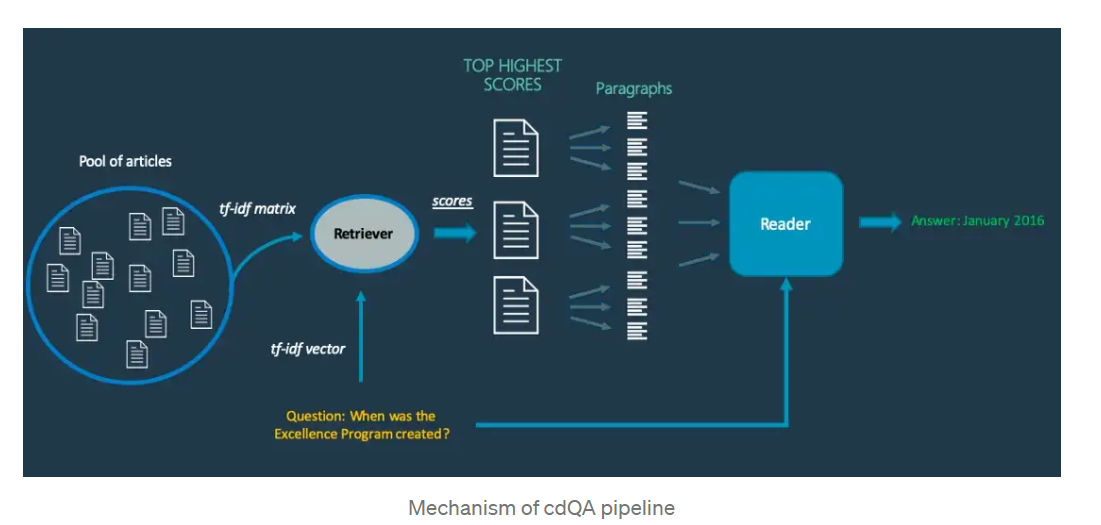 TOP HIGHEST
SCORES
Paragraphs
Pool of articles
tf-idf matrix
scores
Retriever
Reader
Answer: January 2016
tf-idf vector
Question: When was the
Excellence Program created?
Mechanism of cdQA pipeline